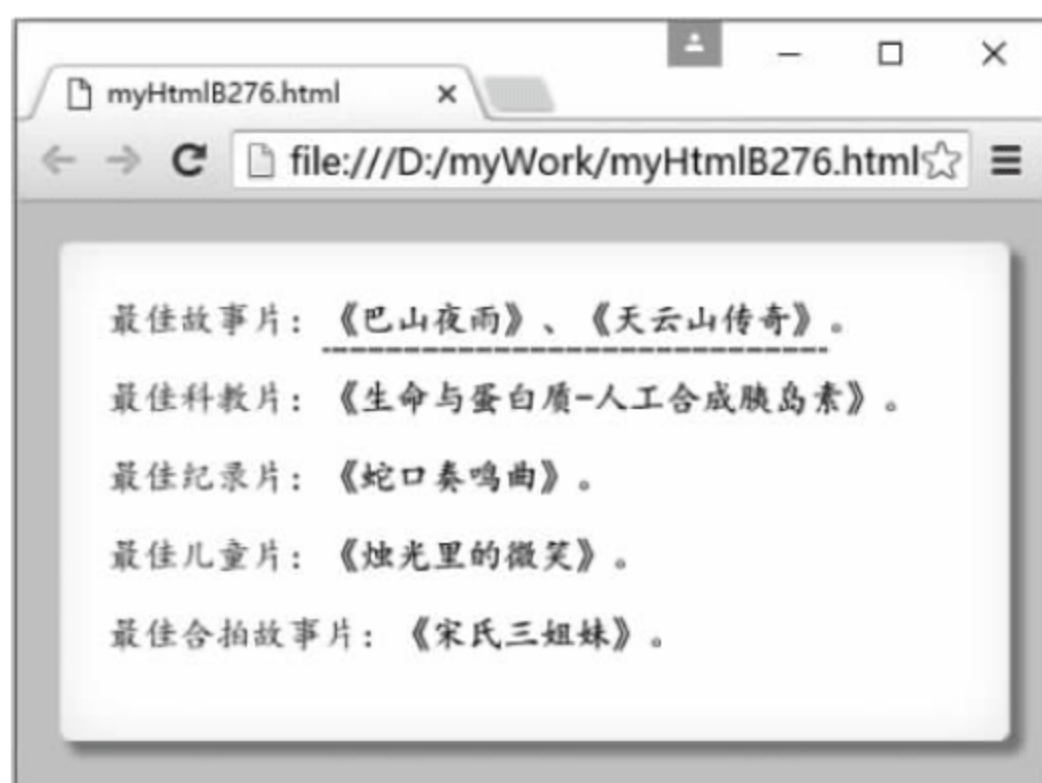 myHtmlB276.html
file:///D:/myWork/myHtmlB276.html
最佳故事片：《巴山夜雨》、《天云山传奇》。
最佳科教片：《生命与蛋白质-人工合成胰岛素》。
最佳纪录片：《蛇口奏鸣曲》。
最佳儿童片：《烛光里的微笑》。
最佳合拍故事片：《宋氏三姐妹》。